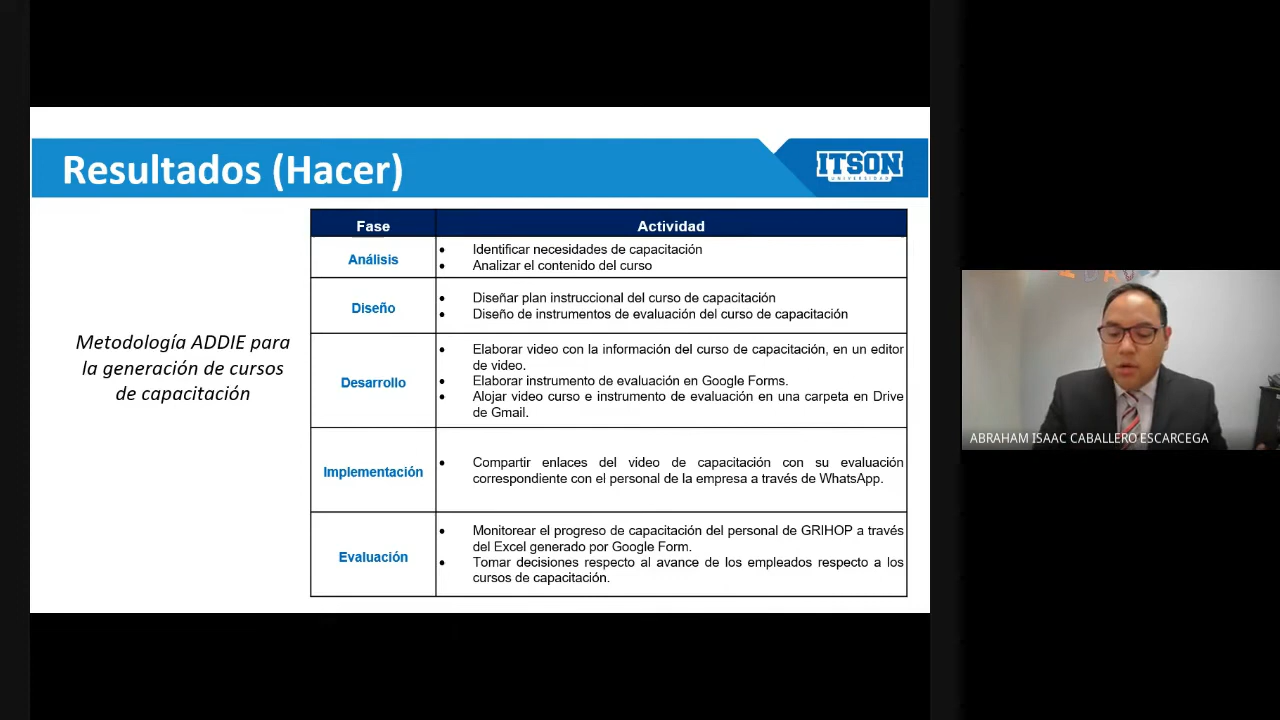 Resultados (Hacer)
ITSON
UNIVERSIDAD
Metodología ADDIE para
la generación de cursos
de capacitación
Fase
Actividad
Análisis
• Identificar necesidades de capacitación
• Analizar el contenido del curso
Diseño
• Diseñar plan instruccional del curso de capacitación
• Diseño de instrumentos de evaluación del curso de capacitación
Desarrollo
• Elaborar video con la información del curso de capacitación, en un editor
de video.
• Elaborar instrumento de evaluación en Google Forms.
• Alojar video curso e instrumento de evaluación en una carpeta en Drive
de Gmail.
Implementación
• Compartir enlaces del video de capacitación con su evaluación
correspondiente con el personal de la empresa a través de WhatsApp.
Evaluación
• Monitorear el progreso de capacitación del personal de GRIHOP a través
del Excel generado por Google Form.
• Tomar decisiones respecto al avance de los empleados respecto a los
cursos de capacitación.
ABRAHAM ISAAC CABALLERO ESCARCEGA